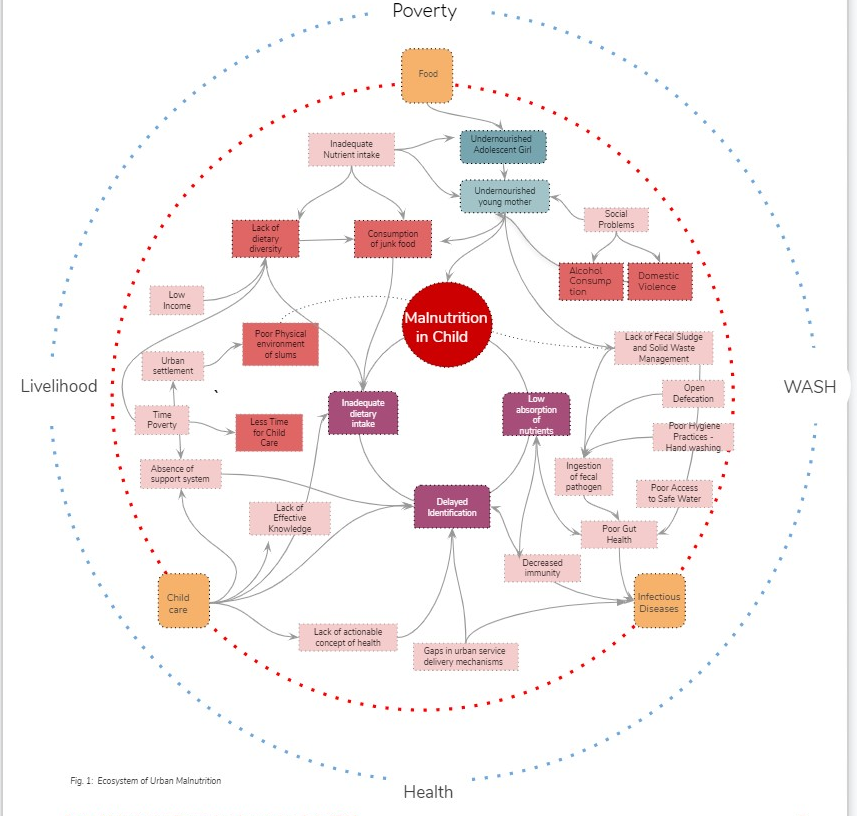 Poverty
Food
Inadequate
Nutrient intake
Undernourished
Adolescent Girl
Undernourished
young mother
Social
Problems
Lack of
dietary
diversity
Consumption
of junk food
Alcohol
Consump
tion
Domestic
Violence
Low
Income
Malnutrition
in Child
Poor Physical
environment
of slums
Lack of Fecal Sludge
and Solid Waste
Management
Urban
settlement
Livelihood
WASH
Open
Defecation
Time
Poverty
Inadequate
dietary
intake
Low
absorption
of
nutrients
Less Time
for Child
Care
Poor Hygiene
Practices -
Hand washing
Absence of
support system
Ingestion
of fecal
pathogen
Poor Access
to Safe Water
Delayed
Identification
Lack of
Effective
Knowledge
Poor Gut
Health
Decreased
immunity
Child
care
Infectious
Diseases
Lack of actionable
concept of health
Gaps in urban service
delivery mechanisms
Fig. 1: Ecosystem of Urban Malnutrition
Health